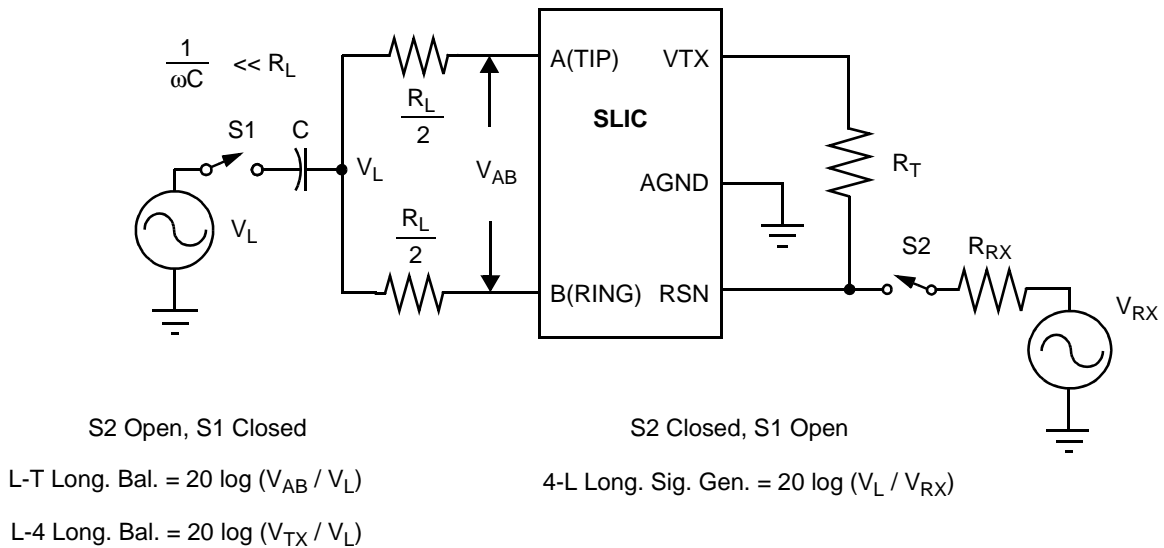 1
ωC
<< R_L
S1
C
V_L
V_L
R_L
2
V_AB
R_L
2
A(TIP)
VTX
SLIC
AGND
B(RING)
RSN
R_T
S2
R_RX
V_RX
S2 Open, S1 Closed
L-T Long. Bal. = 20 log (V_AB / V_L)
L-4 Long. Bal. = 20 log (V_TX / V_L)
S2 Closed, S1 Open
4-L Long. Sig. Gen. = 20 log (V_L / V_RX)